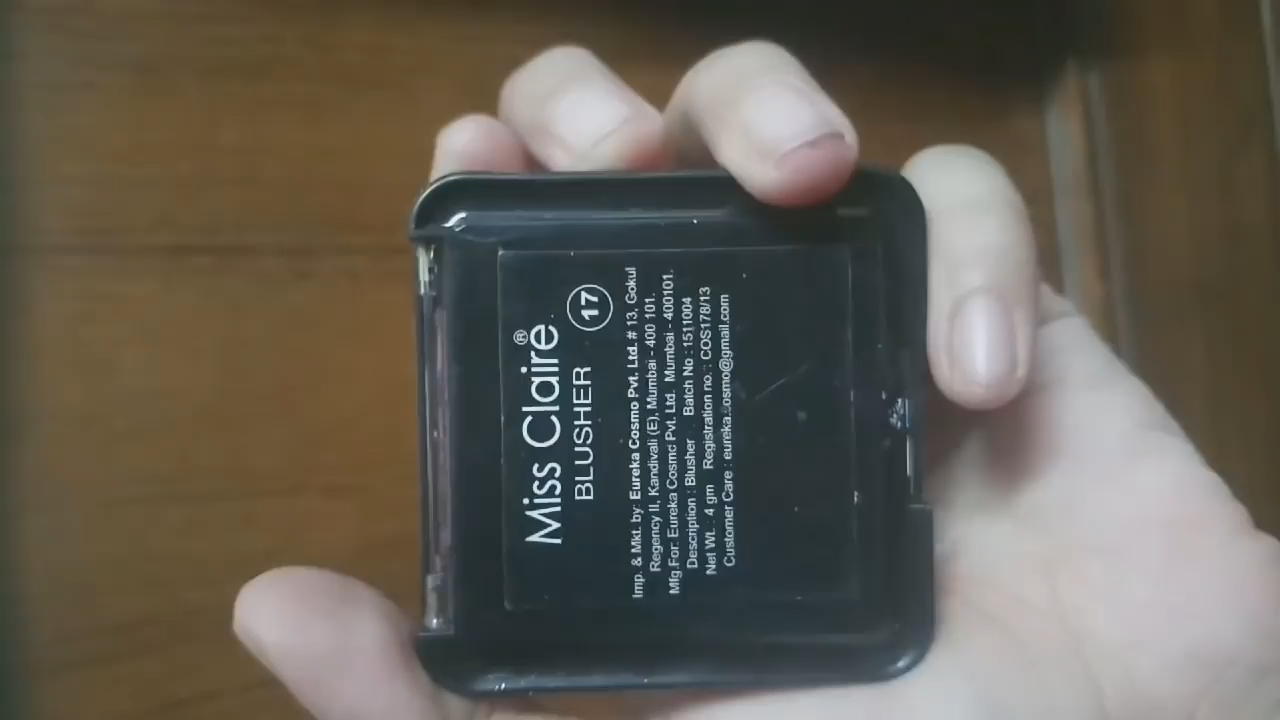 Miss Claire®
BLUSHER 17
Imp. & Mkt. by: Eureka Cosmo Pvt. Ltd. # 13, Gokul
Regency II, Kandivali (E), Mumbai - 400 101.
Mfg.For: Eureka Cosmo Pvt. Ltd. Mumbai - 400101.
Description : Blusher Batch No : 1511004
Net Wt. : 4 gm Registration no. : COS178/13
Customer Care : eureka.cosmo@gmail.com